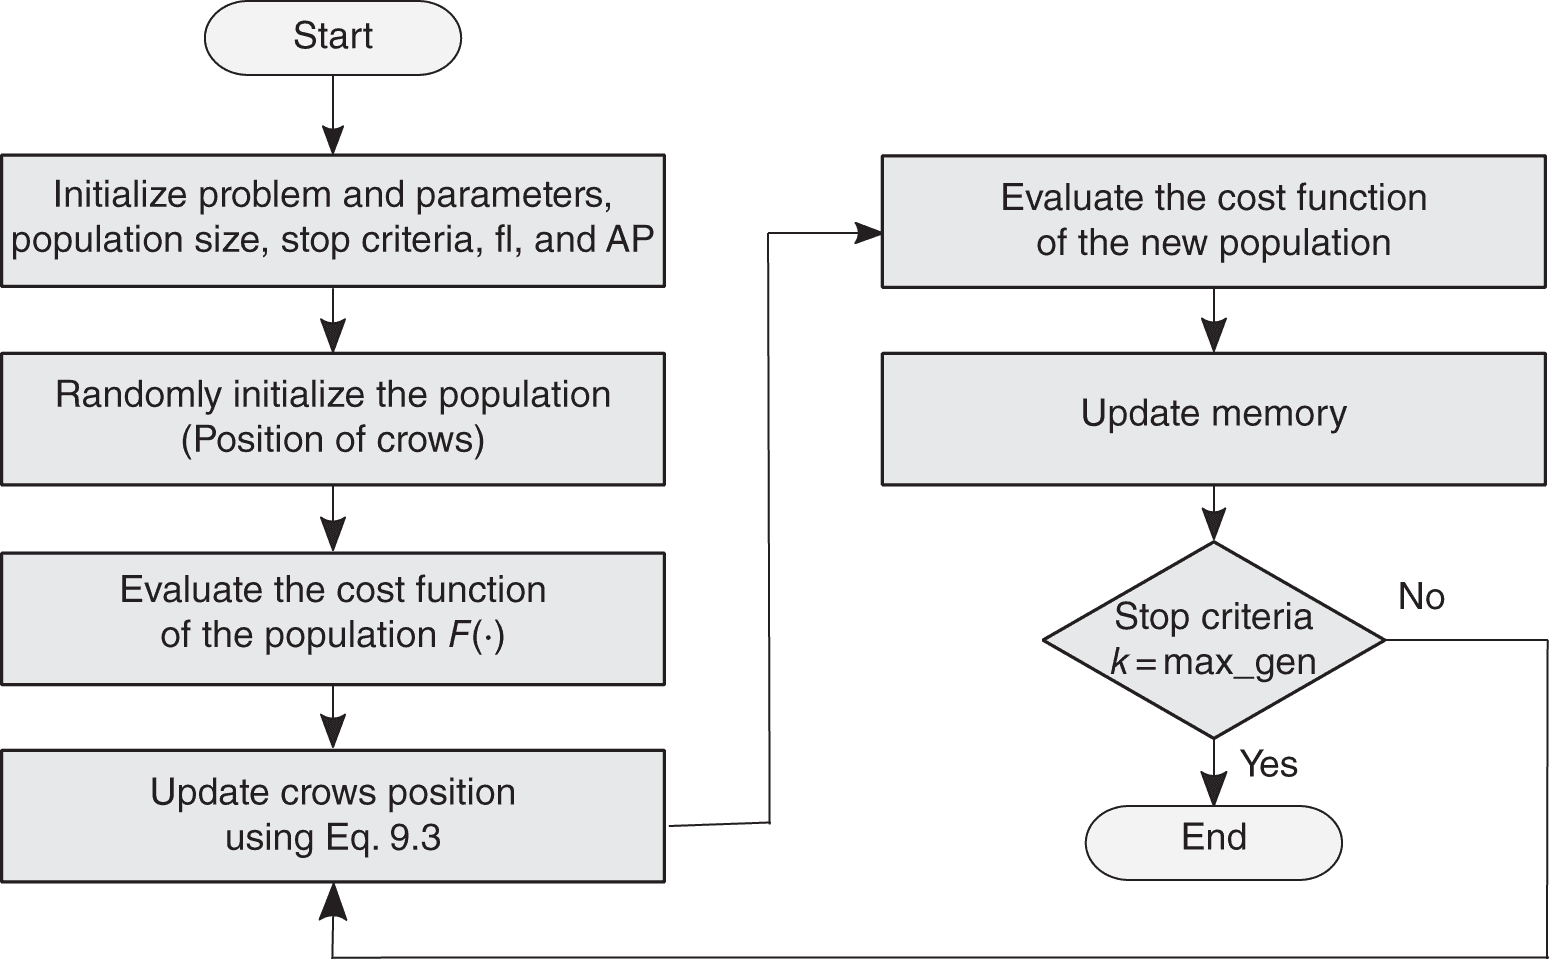 Start
Initialize problem and parameters,
population size, stop criteria, fl, and AP
Randomly initialize the population
(Position of crows)
Evaluate the cost function
of the population F(·)
Update crows position
using Eq. 9.3
Evaluate the cost function
of the new population
Update memory
Stop criteria
k = max_gen
No
Yes
End